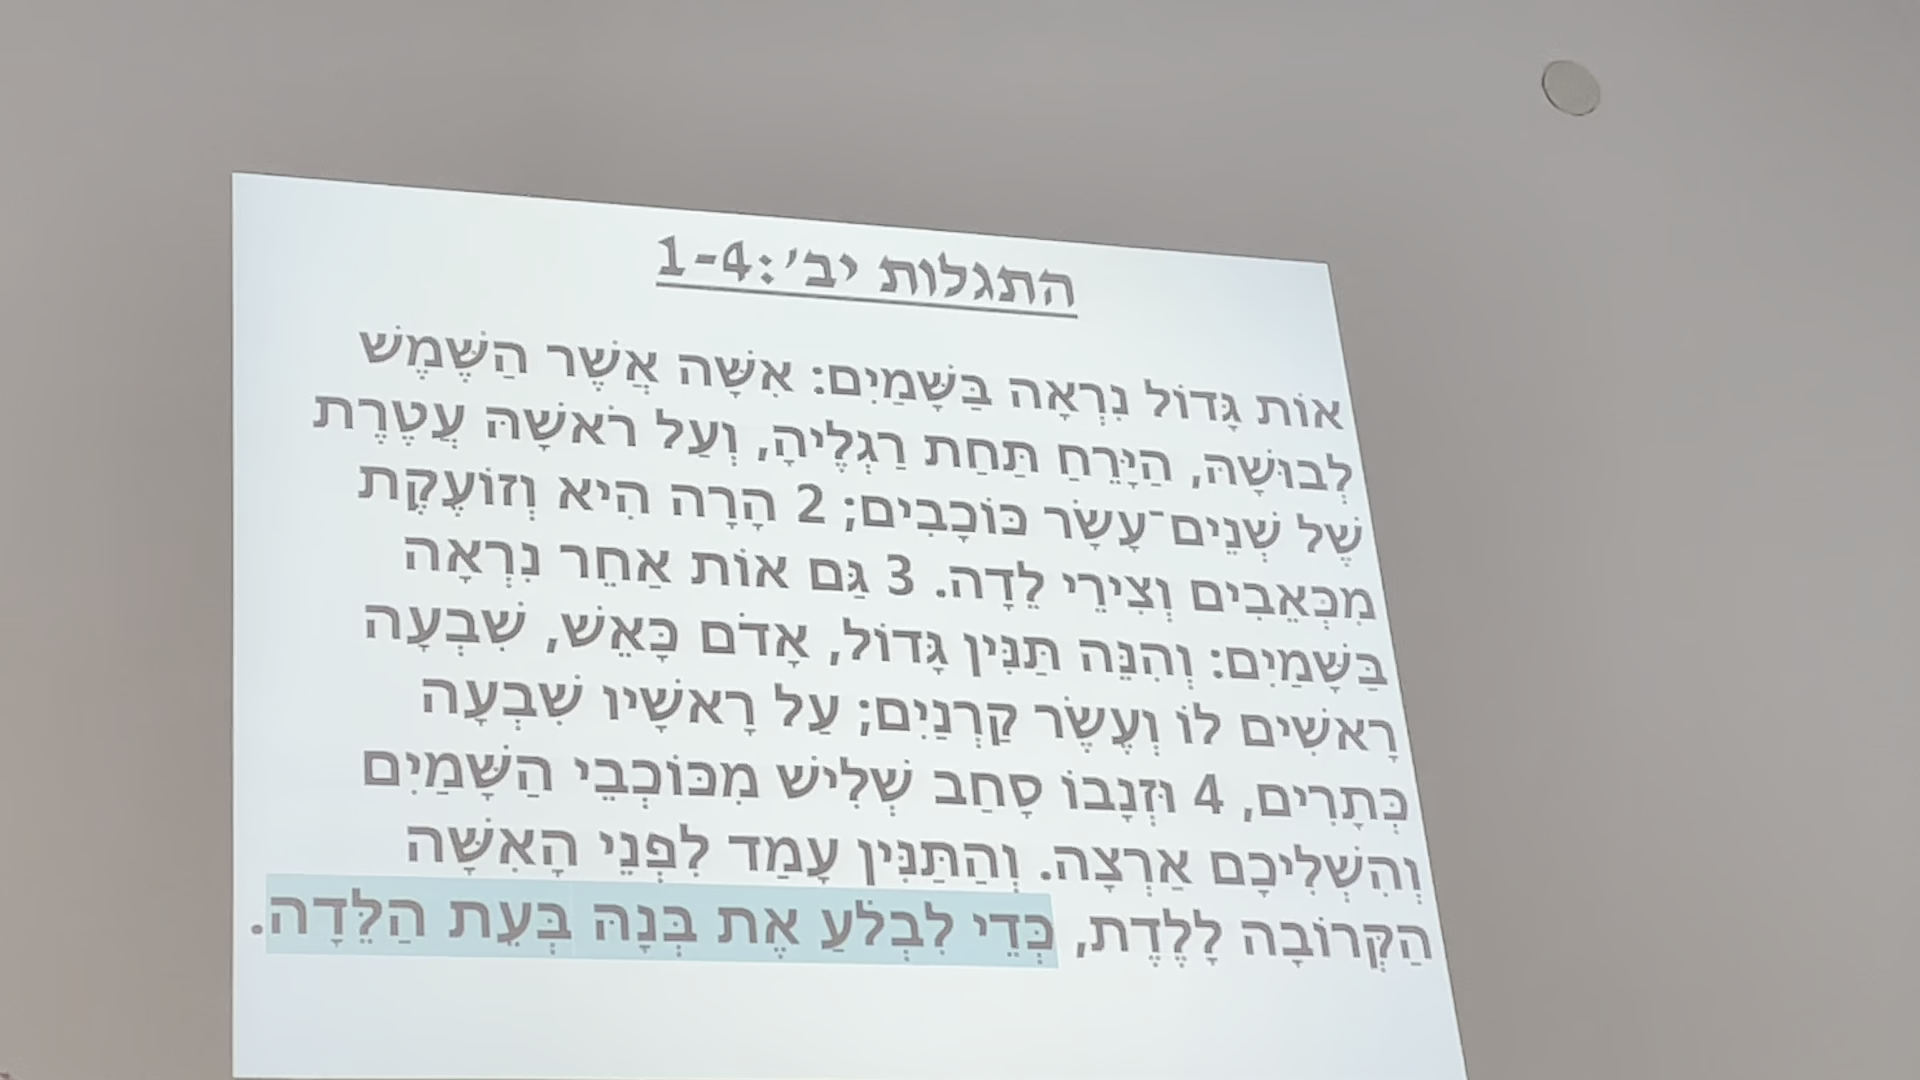 התגלות יב׳:1-4
אוֹת גָּדוֹל נִרְאָה בַּשָּׁמַיִם: אִשָּׁה אֲשֶׁר הַשֶּׁמֶשׁ
לְבוּשָׁהּ, הַיָּרֵחַ תַּחַת רַגְלֶיהָ, וְעַל רֹאשָׁהּ עֲטֶרֶת
שֶׁל שְׁנֵים־עָשָׂר כּוֹכָבִים; 2 הָרָה הִיא וְזוֹעֶקֶת
מִכְּאֵבִים וְצִירֵי לֵדָה. 3 גַּם אוֹת אַחֵר נִרְאָה
בַּשָּׁמַיִם: וְהִנֵּה תַּנִּין גָּדוֹל, אָדֹם כָּאֵשׁ, שִׁבְעָה
רָאשִׁים לוֹ וְעֶשֶׂר קַרְנַיִם; עַל רָאשָׁיו שִׁבְעָה
כְּתָרִים, 4 וּזְנָבוֹ סָחַב שְׁלִישׁ מִכּוֹכְבֵי הַשָּׁמַיִם
וְהִשְׁלִיכָם אַרְצָה. וְהַתַּנִּין עָמַד לִפְנֵי הָאִשָּׁה
הַקְּרוֹבָה לָלֶדֶת, כְּדֵי לִבְלֹעַ אֶת בְּנָהּ בְּעֵת הַלֵּדָה.